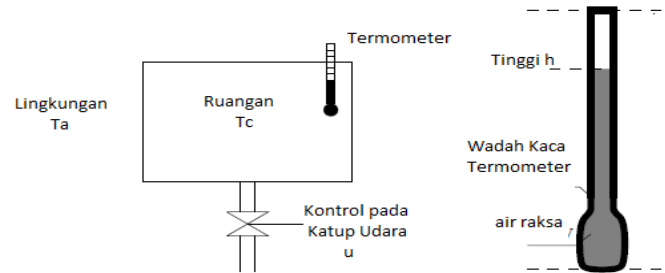 Termometer
Lingkungan
Ta
Ruangan
Tc
Kontrol pada
Katup Udara
u
Tinggi h
Wadah Kaca
Termometer
air raksa